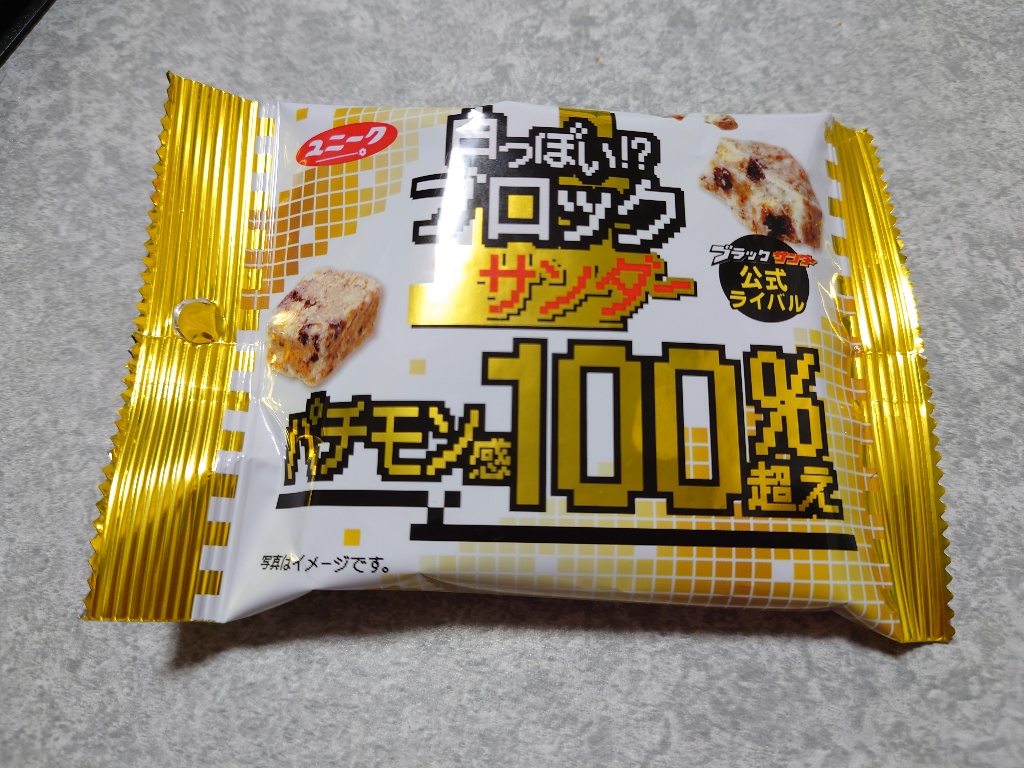 ユニーク
白っぽい!?
ブロック
サンダー
ブラックサンダー
公式
ライバル
パチモン感100%超え
写真はイメージです。